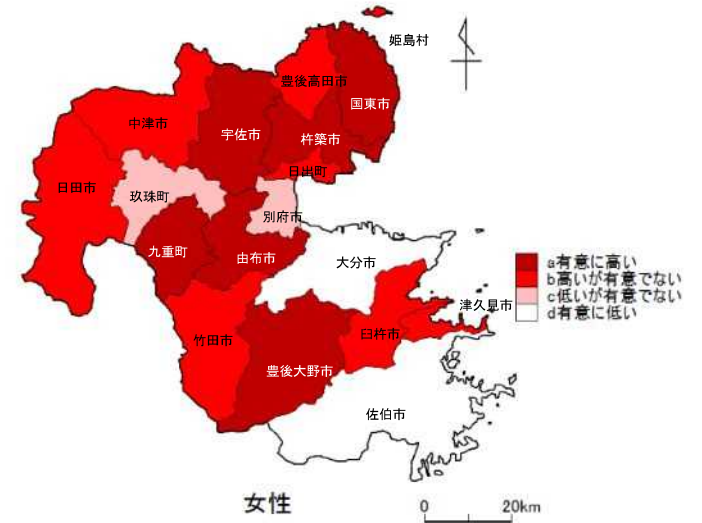 姫島村
豊後高田市
国東市
中津市
宇佐市
杵築市
日出町
日田市
玖珠町
別府市
九重町
由布市
大分市
a有意に高い
b高いが有意でない
c低いが有意でない
d有意に低い
津久見市
竹田市
臼杵市
豊後大野市
佐伯市
女性
0 20km